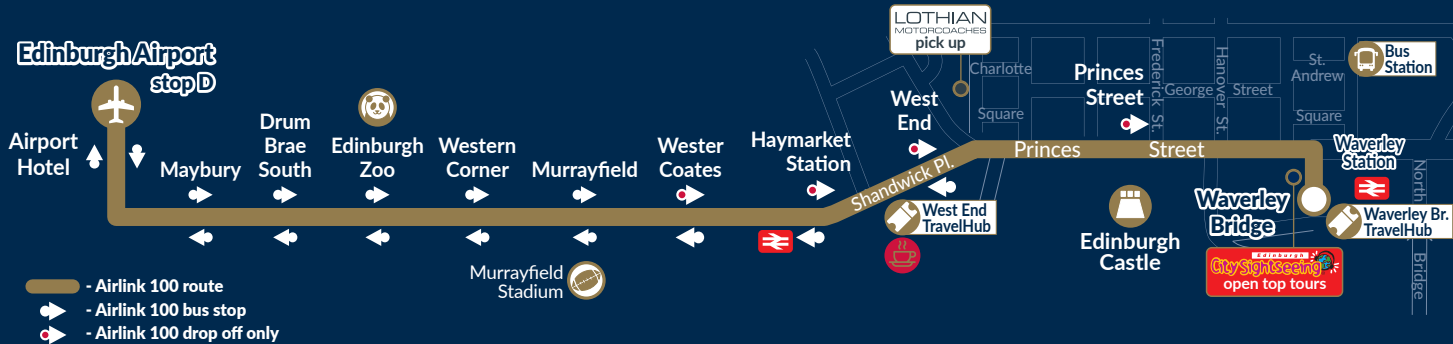 Edinburgh Airport
stop D
Airport
Hotel
Maybury
Drum
Brae
South
Edinburgh
Zoo
Western
Corner
Murrayfield
Wester
Coates
Haymarket
Station
West
End
Princes
Street
LOTHIAN
MOTORCOACHES
pick up
Charlotte
Square
Frederick St.
George Street
Hanover St.
St.
Andrew
Square
Bus
Station
Shandwick Pl.
Princes Street
Waverley
Station
Waverley
Bridge
North Bridge
West End
TravelHub
Waverley Br.
TravelHub
Edinburgh
Castle
Edinburgh
City Sightseeing
open top tours
Murrayfield
Stadium
- Airlink 100 route
- Airlink 100 bus stop
- Airlink 100 drop off only